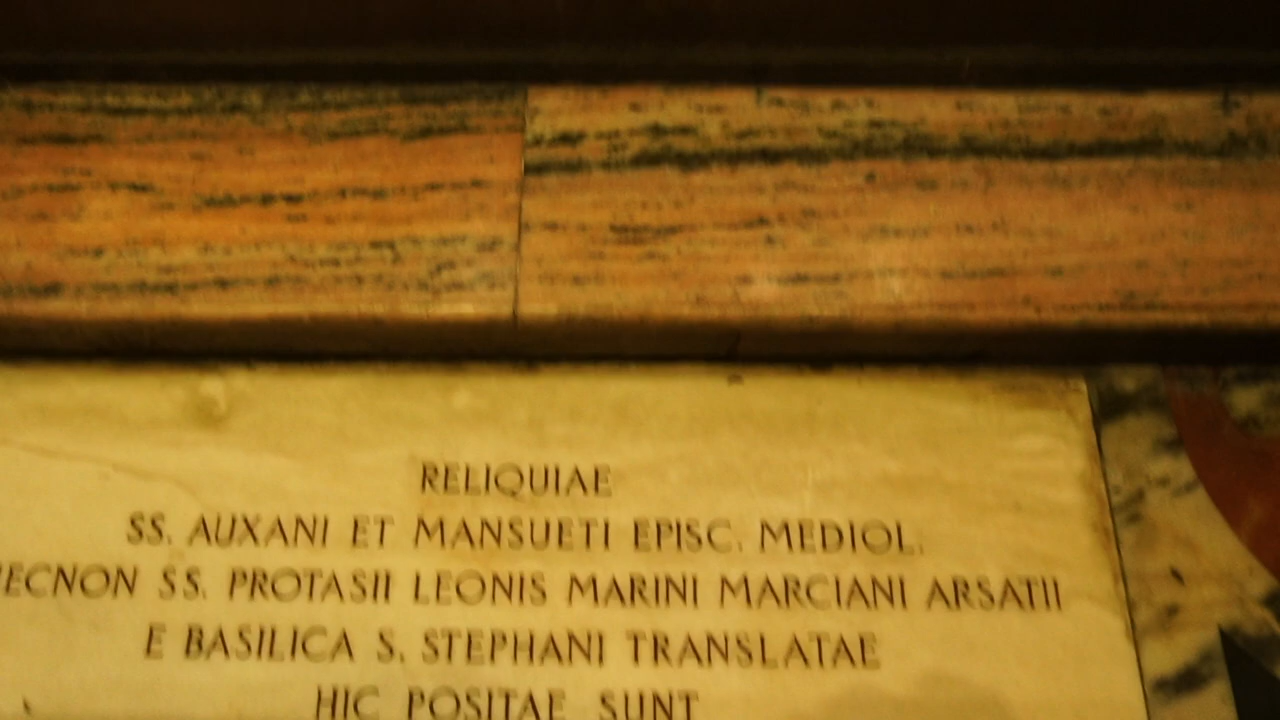 RELIQUIAE
SS. AUXANI ET MANSUETI EPISC. MEDIOL.
ECNON SS. PROTASII LEONIS MARINI MARCIANI ARSATII
E BASILICA S. STEPHANI TRANSLATAE
HIC POSITAE SUNT